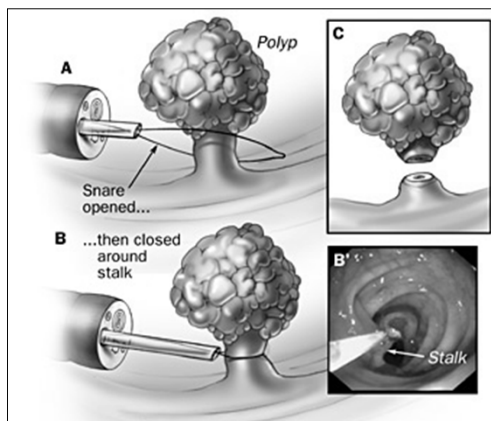 A
Polyp
C
Snare
opened...
B
...then closed
around
stalk
B'
Stalk